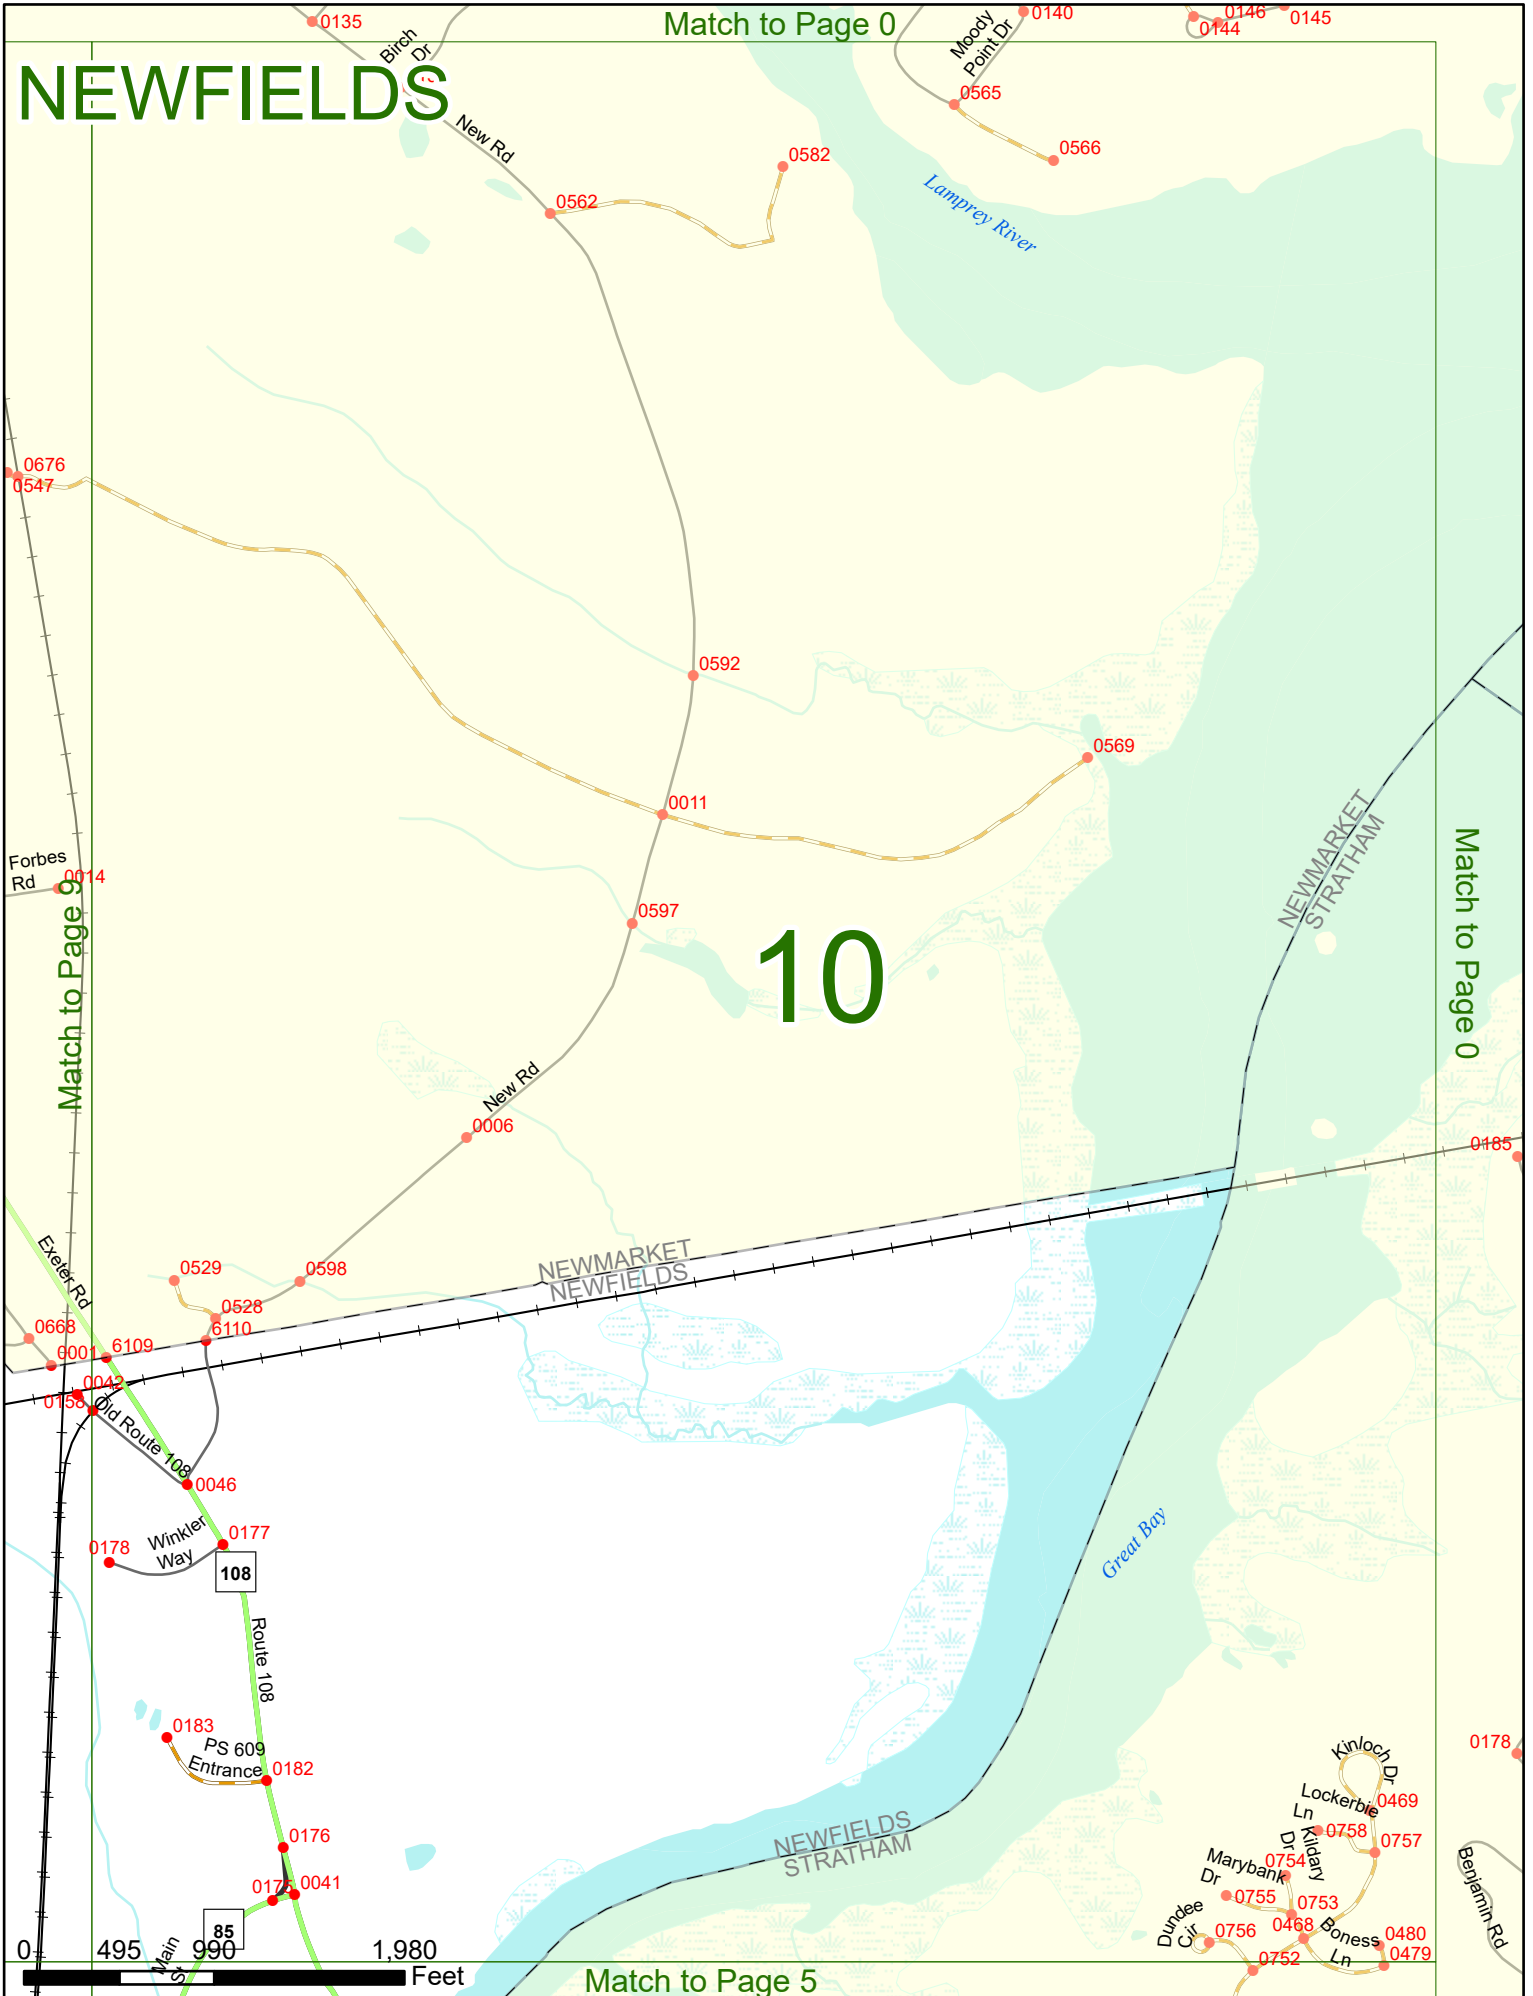 Match to Page 0
NEWFIELDS
0135
Birch
Dr
New Rd
0562
0582
Moody
Point Dr
0140
0144
0146
0145
0565
0566
Lamprey River
0676
0547
0592
0569
0011
Forbes
Rd
0014
Match to Page 9
0597
10
NEWMARKET
STRATHAM
Match to Page 0
New Rd
0006
0185
Exeter Rd
0529
0598
0528
6110
NEWMARKET
NEWFIELDS
0668
0001
6109
0042
0158
Old Route 108
0046
Winkler
Way
0177
0178
108
Great Bay
Route 108
0183
PS 609
Entrance
0182
0176
0175
0041
85
Main
St
NEWFIELDS
STRATHAM
0178
Kinloch Dr
Lockerbie
Ln
0469
0758
0757
Kildary
Dr
0754
Marybank
Dr
0755
0753
0468
Dundee
Cir
0756
0752
Boness
Ln
0480
0479
Benjamin Rd
0 495 990 1,980
Feet
Match to Page 5